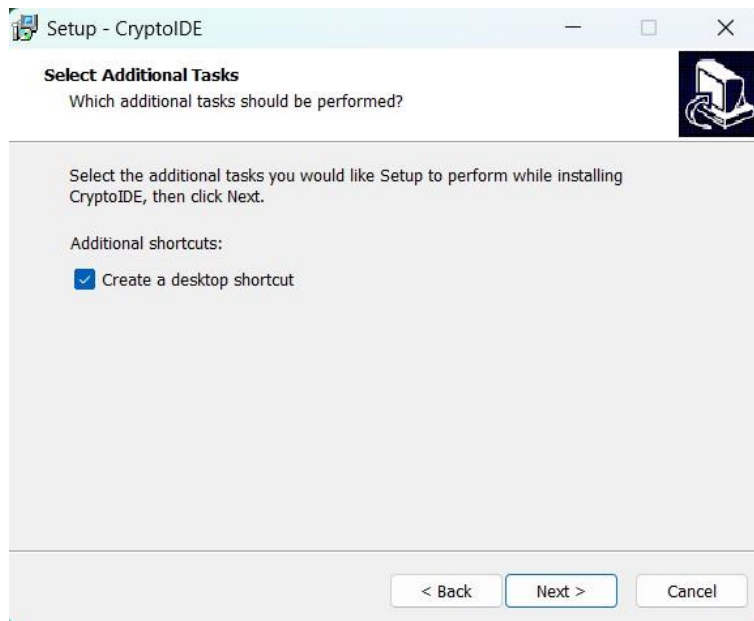 Setup - CryptoIDE
Select Additional Tasks
Which additional tasks should be performed?
Select the additional tasks you would like Setup to perform while installing
CryptoIDE, then click Next.
Additional shortcuts:
Create a desktop shortcut
< Back
Next >
Cancel